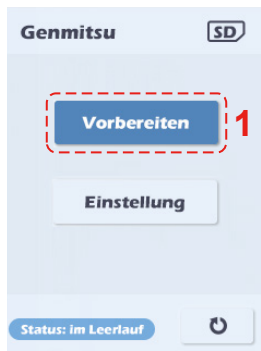 Genmitsu SD
Vorbereiten 1
Einstellung
Status: im Leerlauf